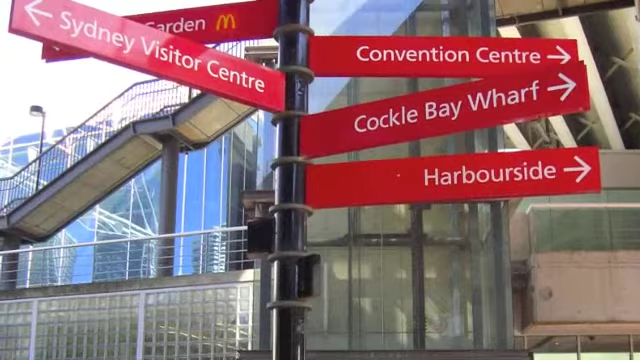 Garden
← Sydney Visitor Centre
Convention Centre →
Cockle Bay Wharf →
Harbourside →